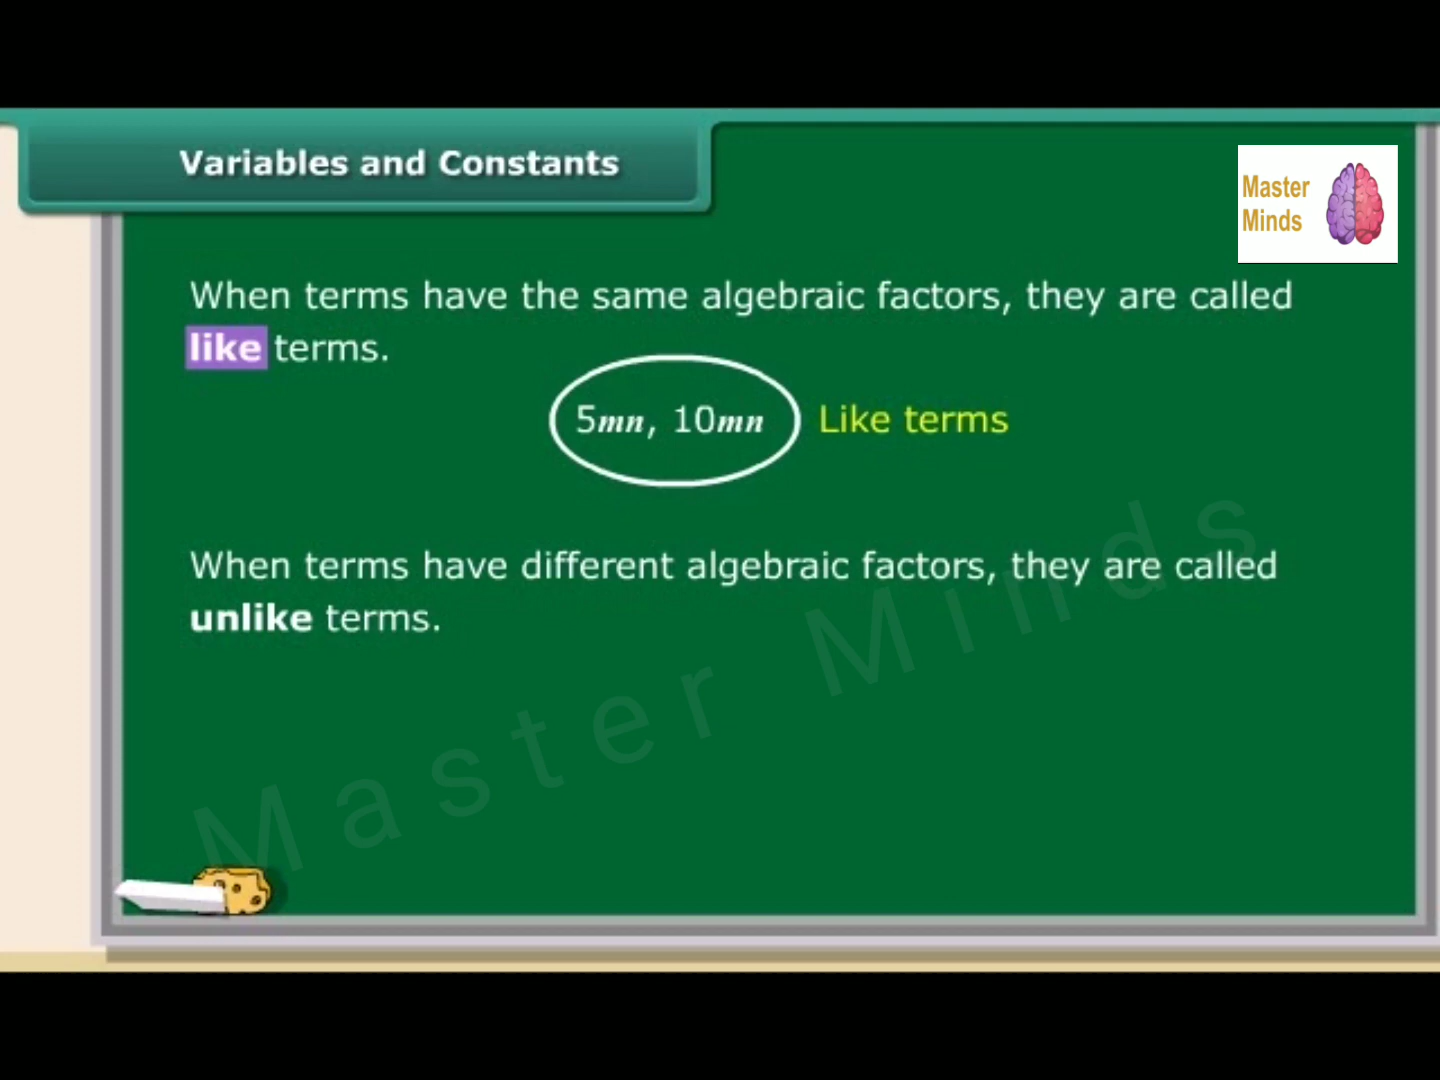 Variables and Constants
Master
Minds
When terms have the same algebraic factors, they are called
like terms.
5mn, 10mn Like terms
When terms have different algebraic factors, they are called
unlike terms.
Master Minds